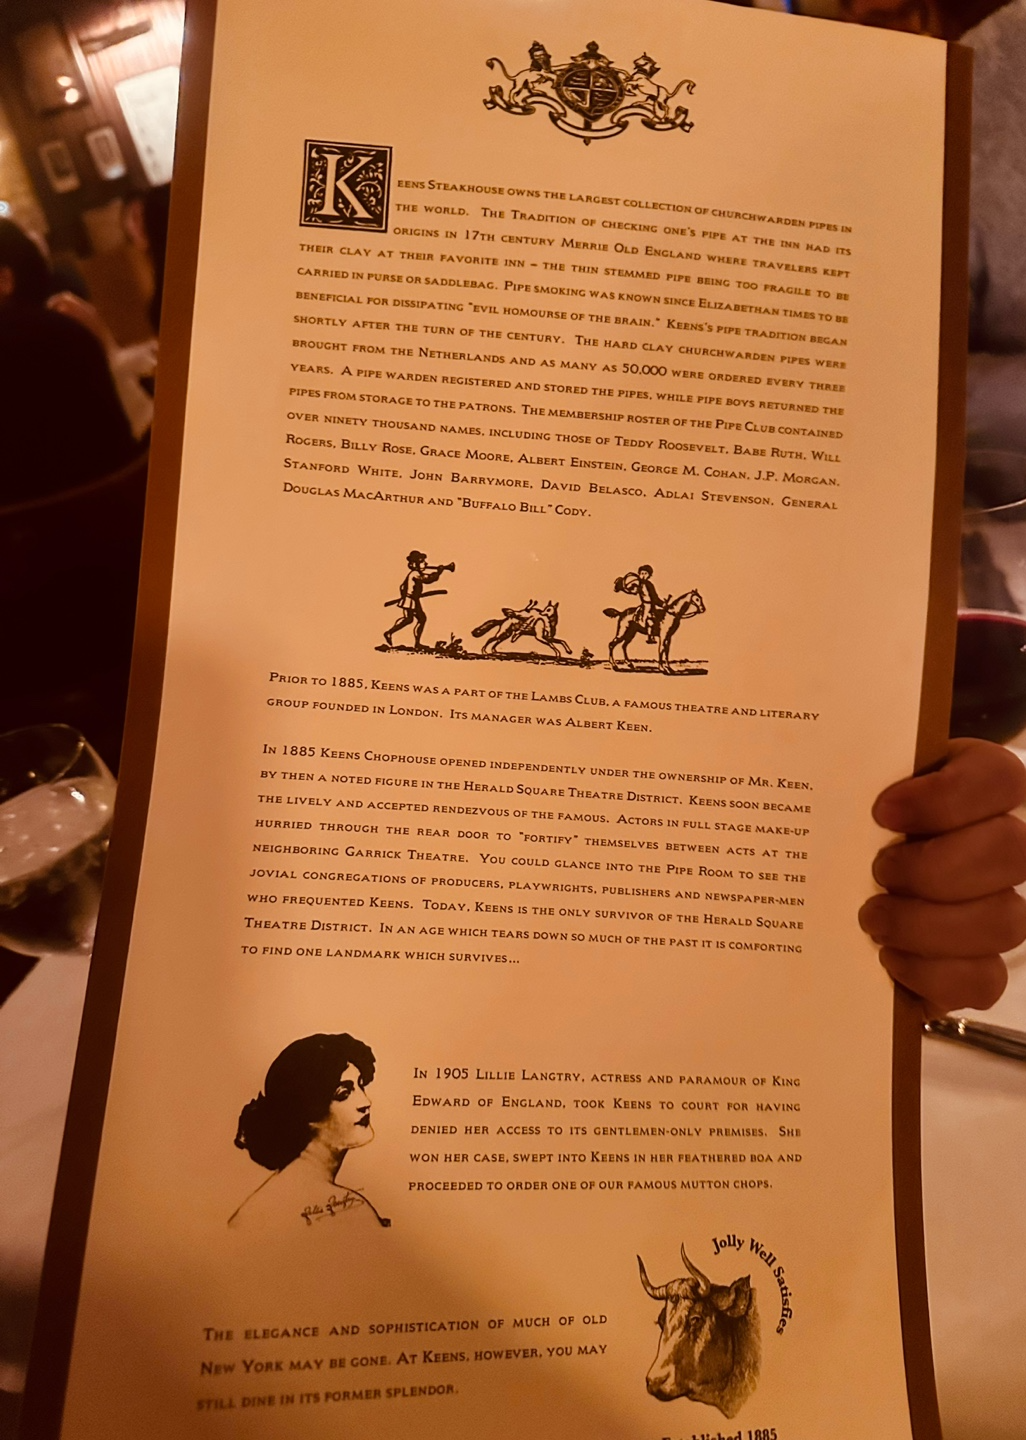 KEENS STEAKHOUSE OWNS THE LARGEST COLLECTION OF CHURCHWARDEN PIPES IN
THE WORLD. THE TRADITION OF CHECKING ONE'S PIPE AT THE INN HAD ITS
ORIGINS IN 17TH CENTURY MERRIE OLD ENGLAND WHERE TRAVELERS KEPT
THEIR CLAY AT THEIR FAVORITE INN – THE THIN STEMMED PIPE BEING TOO FRAGILE TO BE
CARRIED IN PURSE OR SADDLEBAG. PIPE SMOKING WAS KNOWN SINCE ELIZABETHAN TIMES TO BE
BENEFICIAL FOR DISSIPATING "EVIL HOMOURSE OF THE BRAIN." KEENS'S PIPE TRADITION BEGAN
SHORTLY AFTER THE TURN OF THE CENTURY. THE HARD CLAY CHURCHWARDEN PIPES WERE
BROUGHT FROM THE NETHERLANDS AND AS MANY AS 50,000 WERE ORDERED EVERY THREE
YEARS. A PIPE WARDEN REGISTERED AND STORED THE PIPES, WHILE PIPE BOYS RETURNED THE
PIPES FROM STORAGE TO THE PATRONS. THE MEMBERSHIP ROSTER OF THE PIPE CLUB CONTAINED
OVER NINETY THOUSAND NAMES, INCLUDING THOSE OF TEDDY ROOSEVELT, BABE RUTH, WILL
ROGERS, BILLY ROSE, GRACE MOORE, ALBERT EINSTEIN, GEORGE M. COHAN, J.P. MORGAN,
STANFORD WHITE, JOHN BARRYMORE, DAVID BELASCO, ADLAI STEVENSON, GENERAL
DOUGLAS MACARTHUR AND "BUFFALO BILL" CODY.
PRIOR TO 1885, KEENS WAS A PART OF THE LAMBS CLUB, A FAMOUS THEATRE AND LITERARY
GROUP FOUNDED IN LONDON. ITS MANAGER WAS ALBERT KEEN.
IN 1885 KEENS CHOPHOUSE OPENED INDEPENDENTLY UNDER THE OWNERSHIP OF MR. KEEN,
BY THEN A NOTED FIGURE IN THE HERALD SQUARE THEATRE DISTRICT. KEENS SOON BECAME
THE LIVELY AND ACCEPTED RENDEZVOUS OF THE FAMOUS. ACTORS IN FULL STAGE MAKE-UP
HURRIED THROUGH THE REAR DOOR TO "FORTIFY" THEMSELVES BETWEEN ACTS AT THE
NEIGHBORING GARRICK THEATRE. YOU COULD GLANCE INTO THE PIPE ROOM TO SEE THE
JOVIAL CONGREGATIONS OF PRODUCERS, PLAYWRIGHTS, PUBLISHERS AND NEWSPAPER-MEN
WHO FREQUENTED KEENS. TODAY, KEENS IS THE ONLY SURVIVOR OF THE HERALD SQUARE
THEATRE DISTRICT. IN AN AGE WHICH TEARS DOWN SO MUCH OF THE PAST IT IS COMFORTING
TO FIND ONE LANDMARK WHICH SURVIVES...
IN 1905 LILLIE LANGTRY, ACTRESS AND PARAMOUR OF KING
EDWARD OF ENGLAND, TOOK KEENS TO COURT FOR HAVING
DENIED HER ACCESS TO ITS GENTLEMEN-ONLY PREMISES. SHE
WON HER CASE, SWEPT INTO KEENS IN HER FEATHERED BOA AND
PROCEEDED TO ORDER ONE OF OUR FAMOUS MUTTON CHOPS.
Lillie Langtry
Jolly Well Satisfies
THE ELEGANCE AND SOPHISTICATION OF MUCH OF OLD
NEW YORK MAY BE GONE. AT KEENS, HOWEVER, YOU MAY
STILL DINE IN ITS FORMER SPLENDOR.
Established 1885